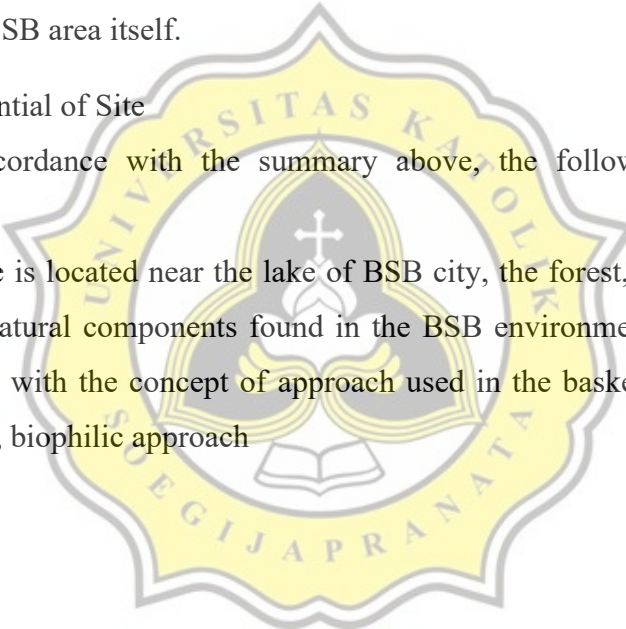 SB area itself.
ntial of Site
cordance with the summary above, the follow
e is located near the lake of BSB city, the forest,
natural components found in the BSB environme
with the concept of approach used in the baske
, biophilic approach
UNIVERSITAS KATOLIK
SOEGIJAPRANATA